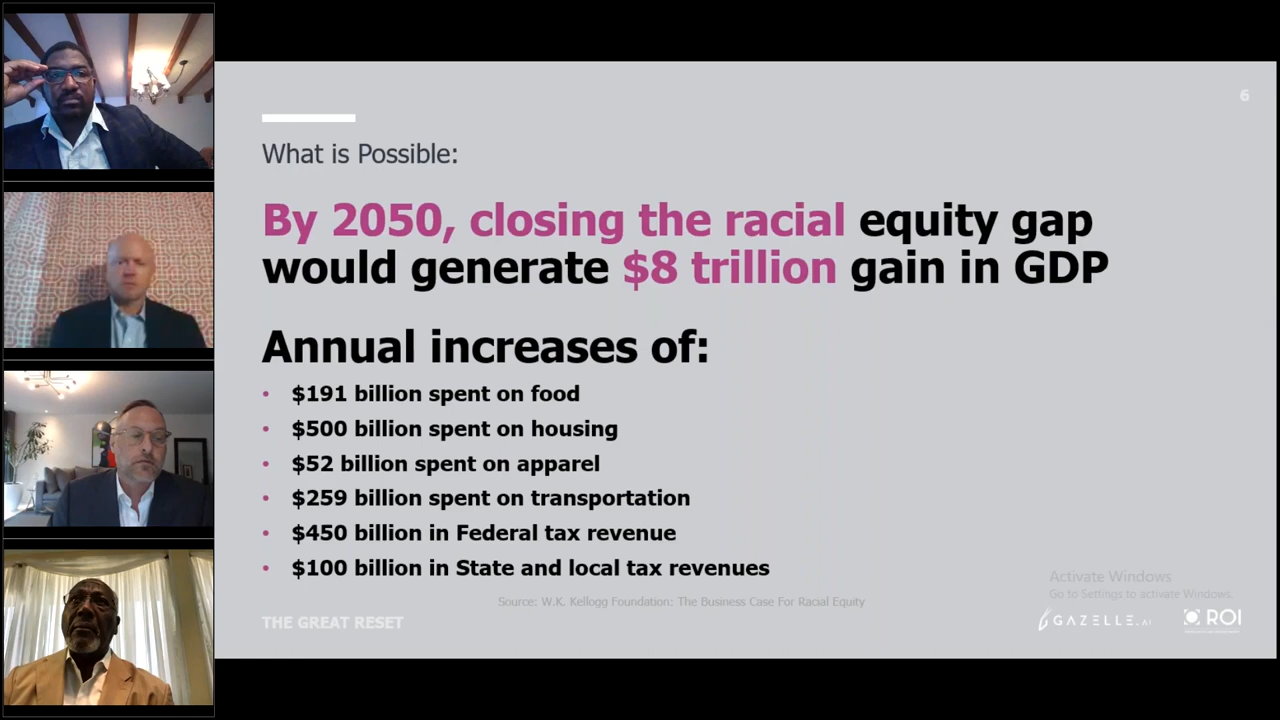 6
What is Possible:
By 2050, closing the racial equity gap
would generate $8 trillion gain in GDP
Annual increases of:
• $191 billion spent on food
• $500 billion spent on housing
• $52 billion spent on apparel
• $259 billion spent on transportation
• $450 billion in Federal tax revenue
• $100 billion in State and local tax revenues
Activate Windows
Go to Settings to activate Windows.
Source: W.K. Kellogg Foundation: The Business Case For Racial Equity
THE GREAT RESET
GAZELLE.AI
ROI